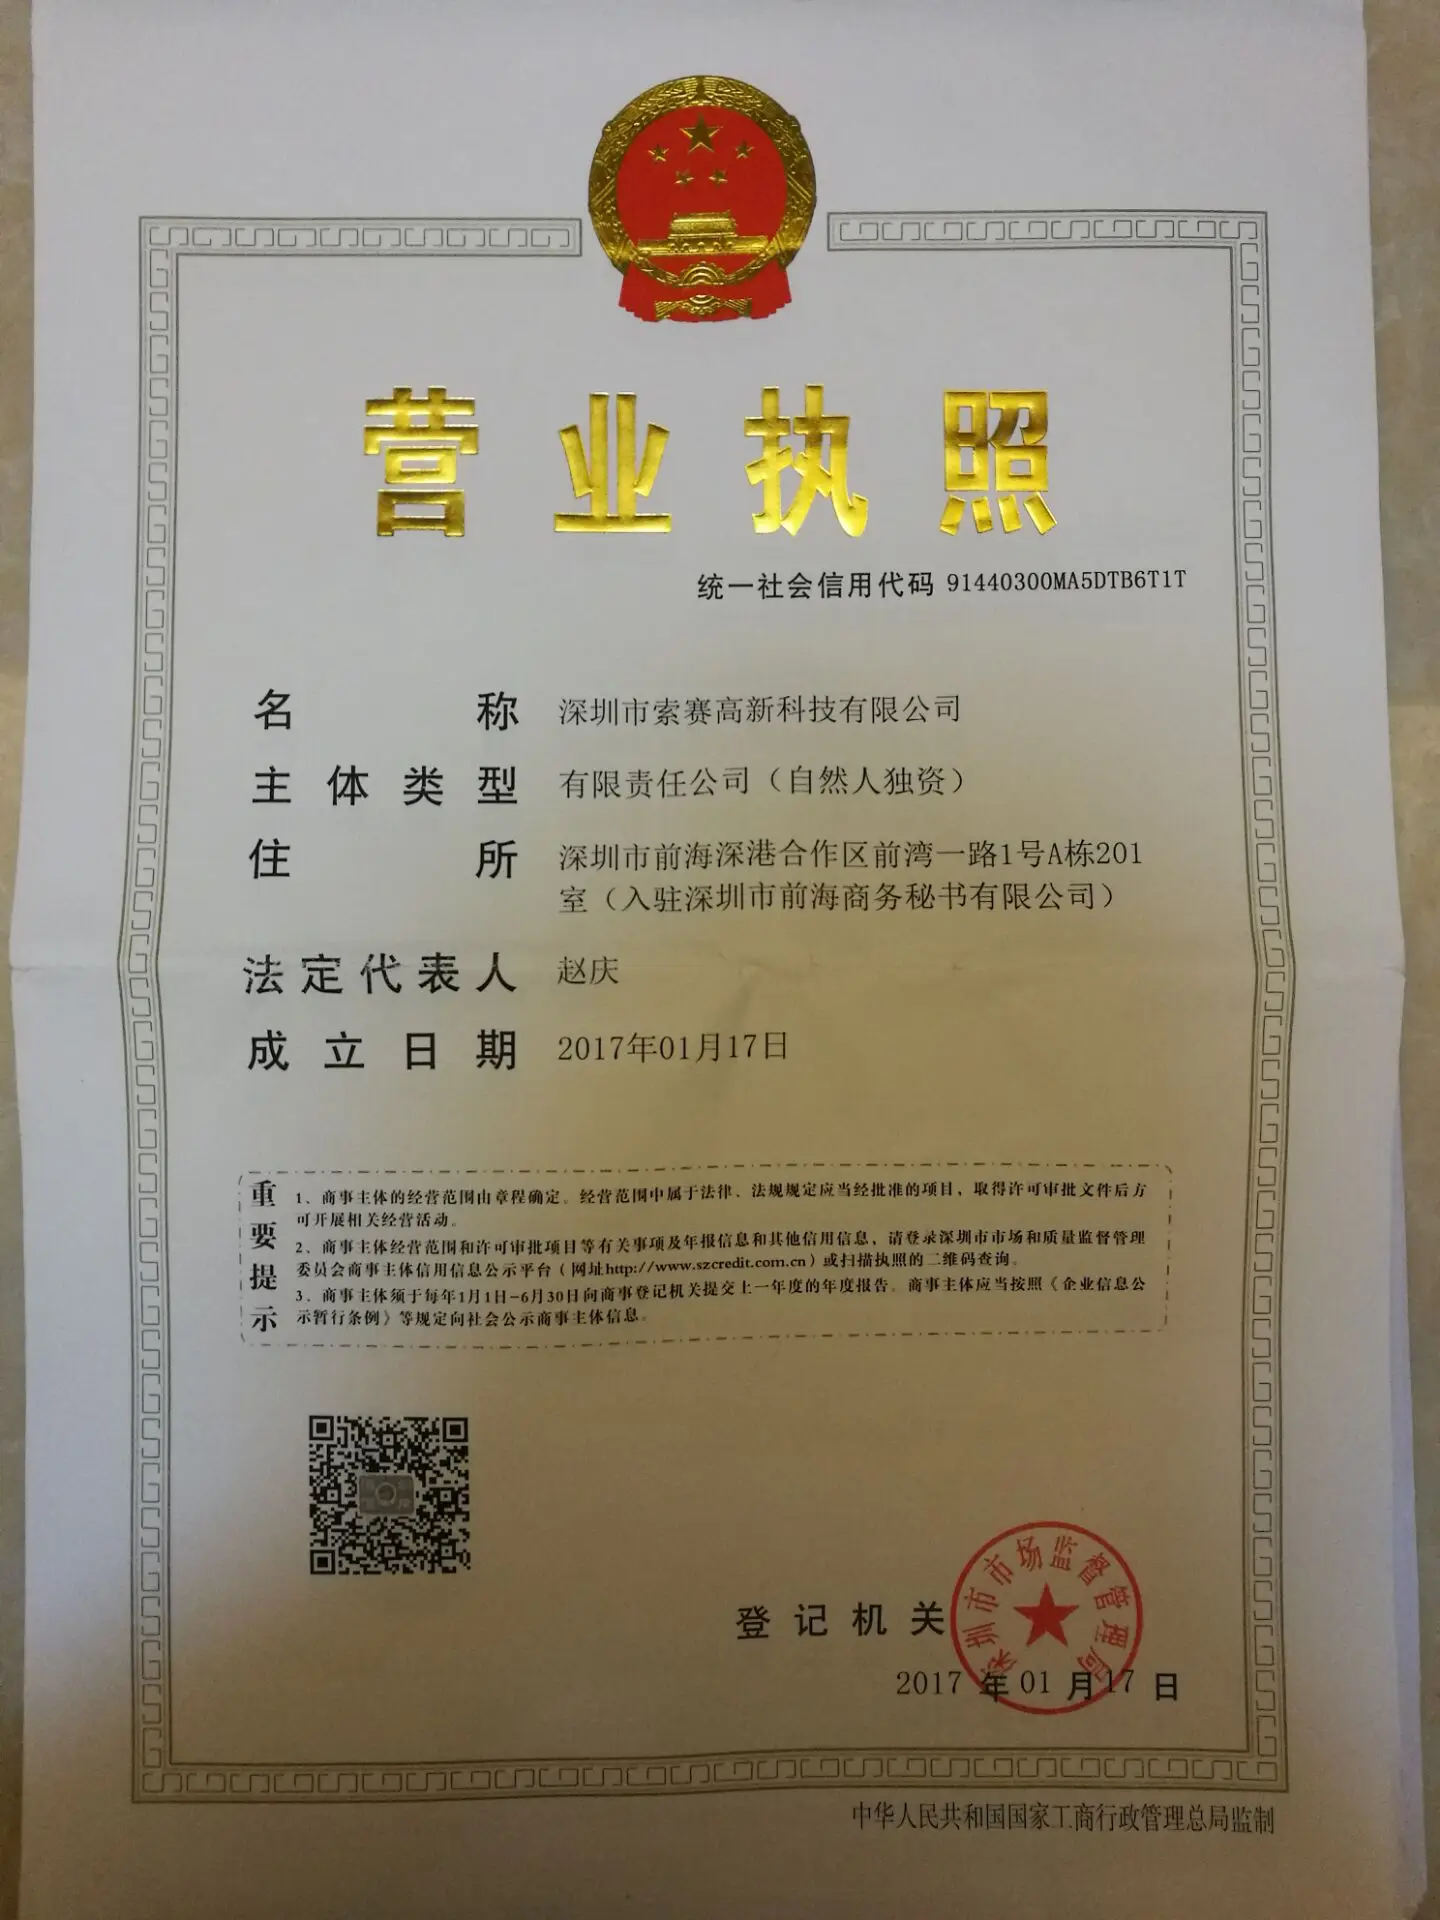 营业执照
统一社会信用代码 91440300MA5DTB6T1T
名称 深圳市索赛高新科技有限公司
主体类型 有限责任公司（自然人独资）
住所 深圳市前海深港合作区前湾一路1号A栋201
室（入驻深圳市前海商务秘书有限公司）
法定代表人 赵庆
成立日期 2017年01月17日
重要提示
1、商事主体的经营范围由章程确定。经营范围中属于法律、法规规定应当经批准的项目，取得许可审批文件后方
可开展相关经营活动。
2、商事主体经营范围和许可审批项目等有关事项及年报信息和其他信用信息，请登录深圳市市场和质量监督管理
委员会商事主体信用信息公示平台（网址http://www.szcredit.com.cn）或扫描执照的二维码查询。
3、商事主体须于每年1月1日-6月30日向商事登记机关提交上一年度的年度报告。商事主体应当按照《企业信息公
示暂行条例》等规定向社会公示商事主体信息。
登记机关
深圳市市场监督管理局
2017 年 01 月 17 日
中华人民共和国国家工商行政管理总局监制